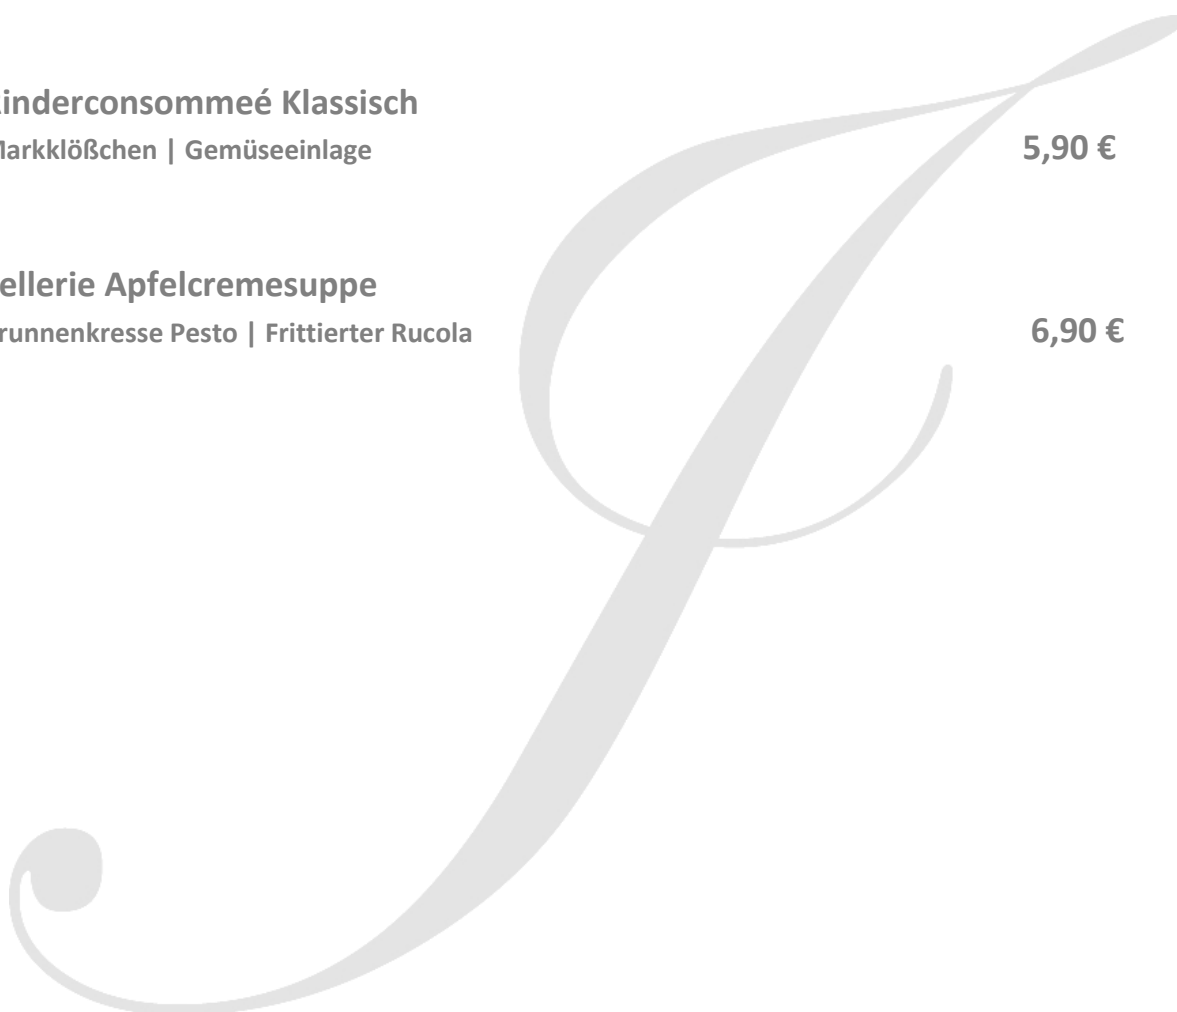 inderconsommeé Klassisch
Markklößchen | Gemüseeinlage 5,90 €
ellerie Apfelcremesuppe
runnenkresse Pesto | Frittierter Rucola 6,90 €